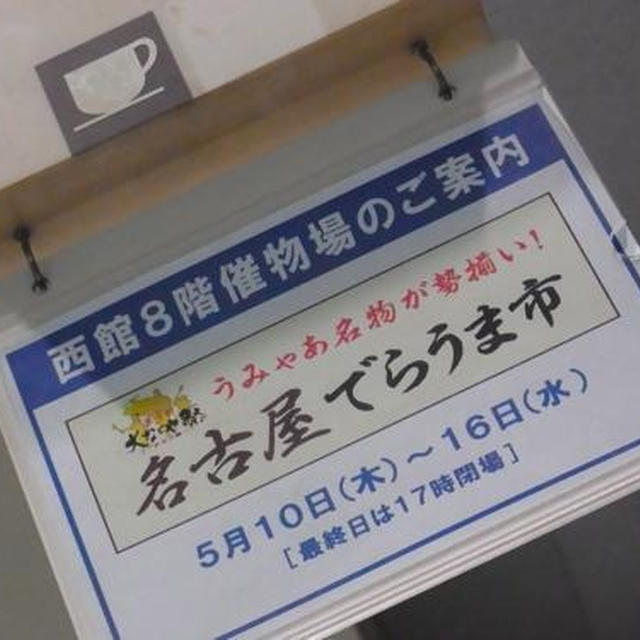 西館8階催物場のご案内
うみゃあ名物が勢揃い!
名古屋でらうま市
5月10日(木)～16日(水)
[最終日は17時閉場]